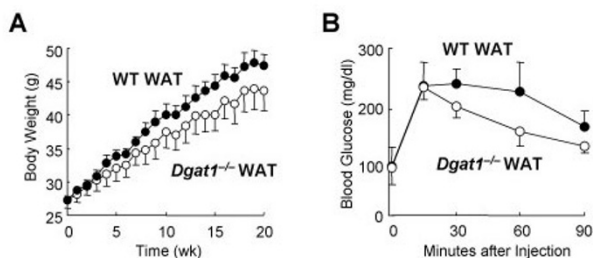 A
Body Weight (g)
50
45
40
35
30
25
WT WAT
Dgat1–/– WAT
0
5
10
15
20
Time (wk)
B
Blood Glucose (mg/dl)
300
200
100
0
WT WAT
Dgat1–/– WAT
0
30
60
90
Minutes after Injection